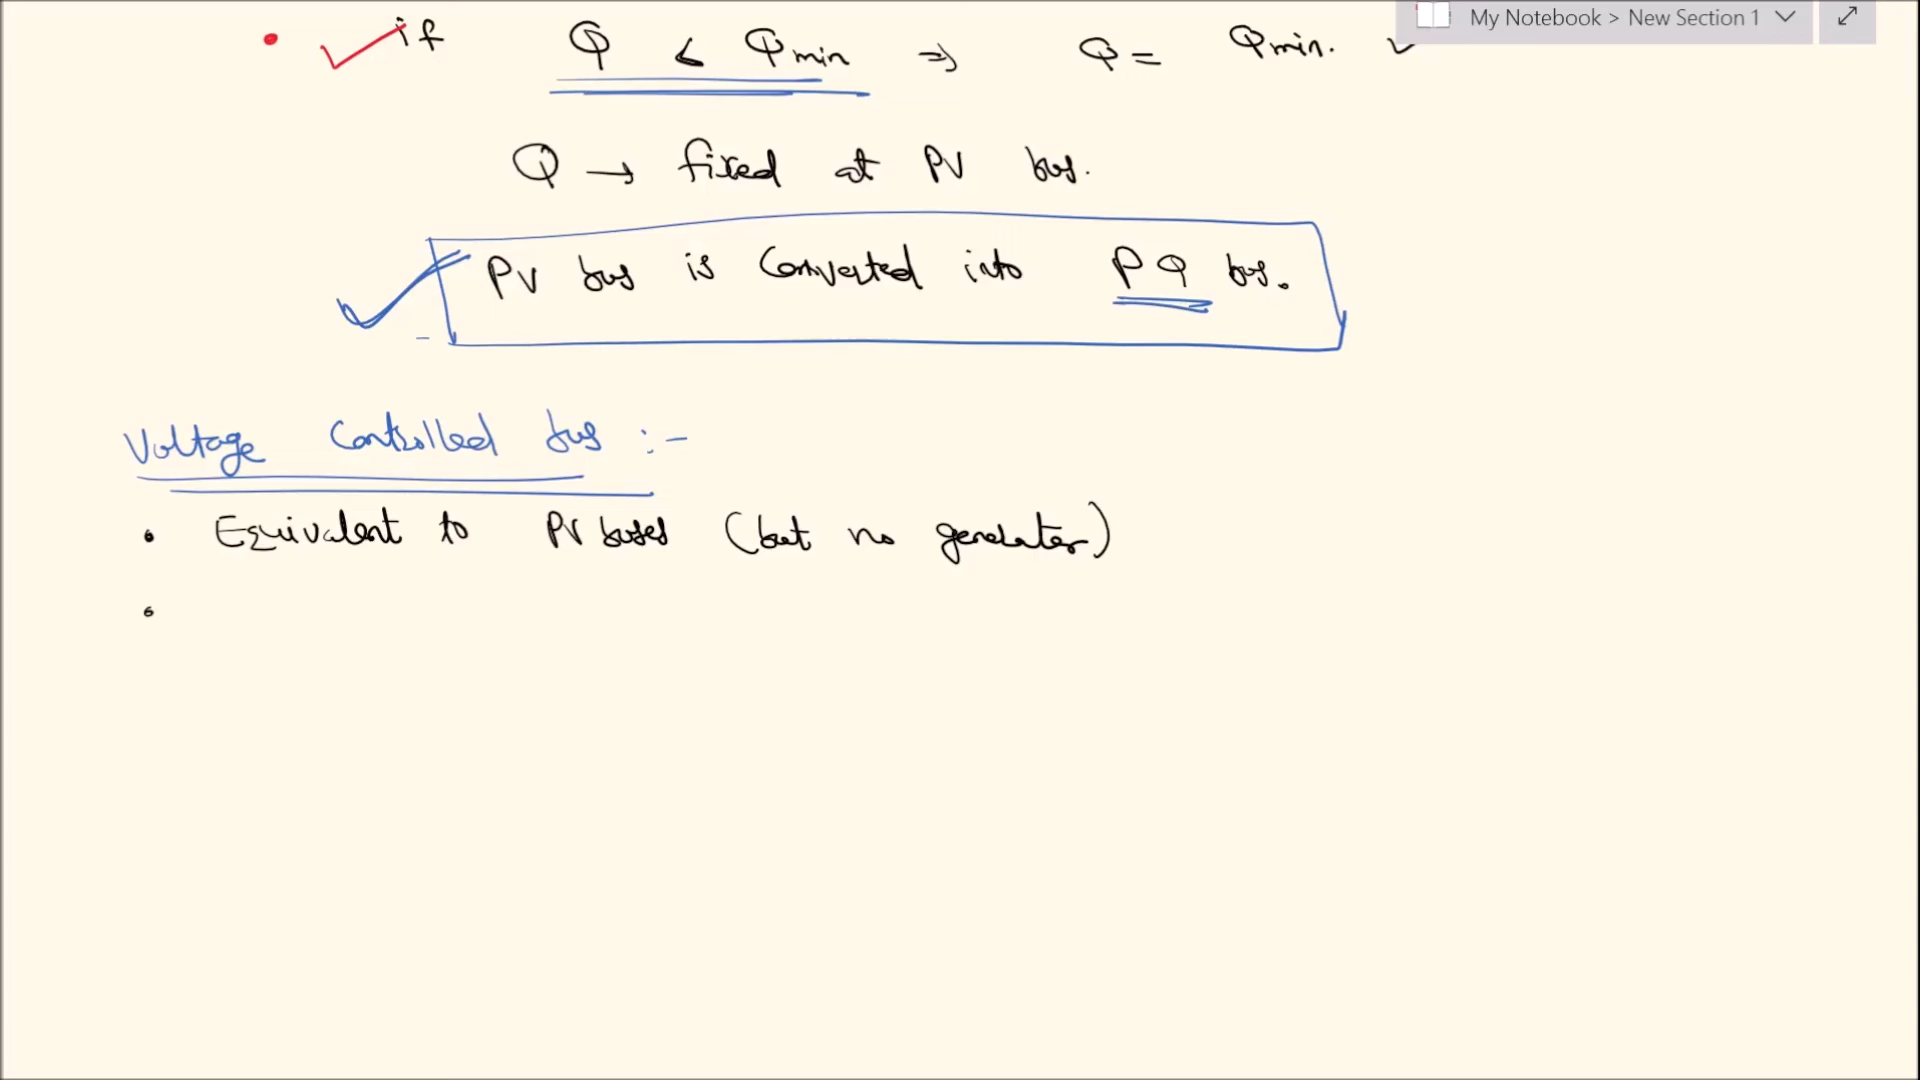 My Notebook > New Section 1
• ✓ if Q < Qmin ⇒ Q = Qmin. ✓
Q → fixed at PV bus.
✓ PV bus is Converted into PQ bus.
Voltage Controlled bus :-
• Equivalent to PV buses (but no generator)
•